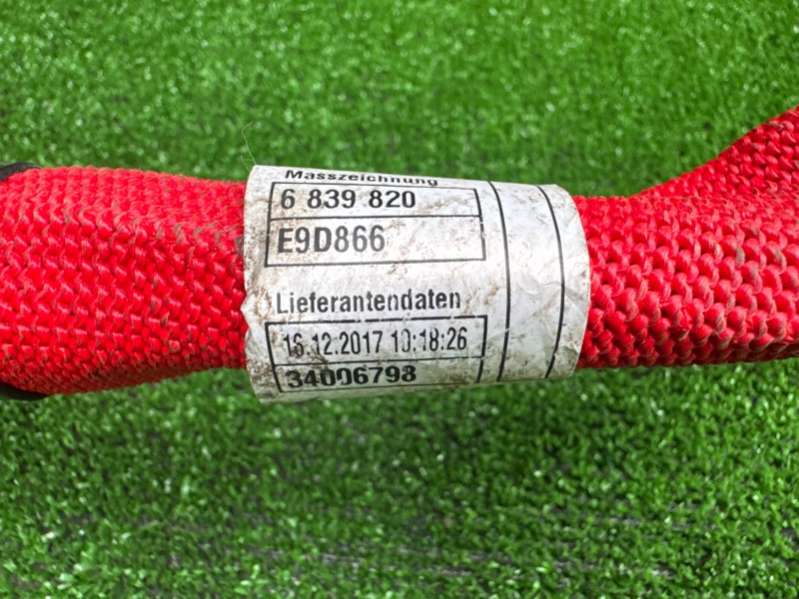 Masszeichnung
6 839 820
E9D866
Lieferantendaten
16.12.2017 10:18:26
34006798